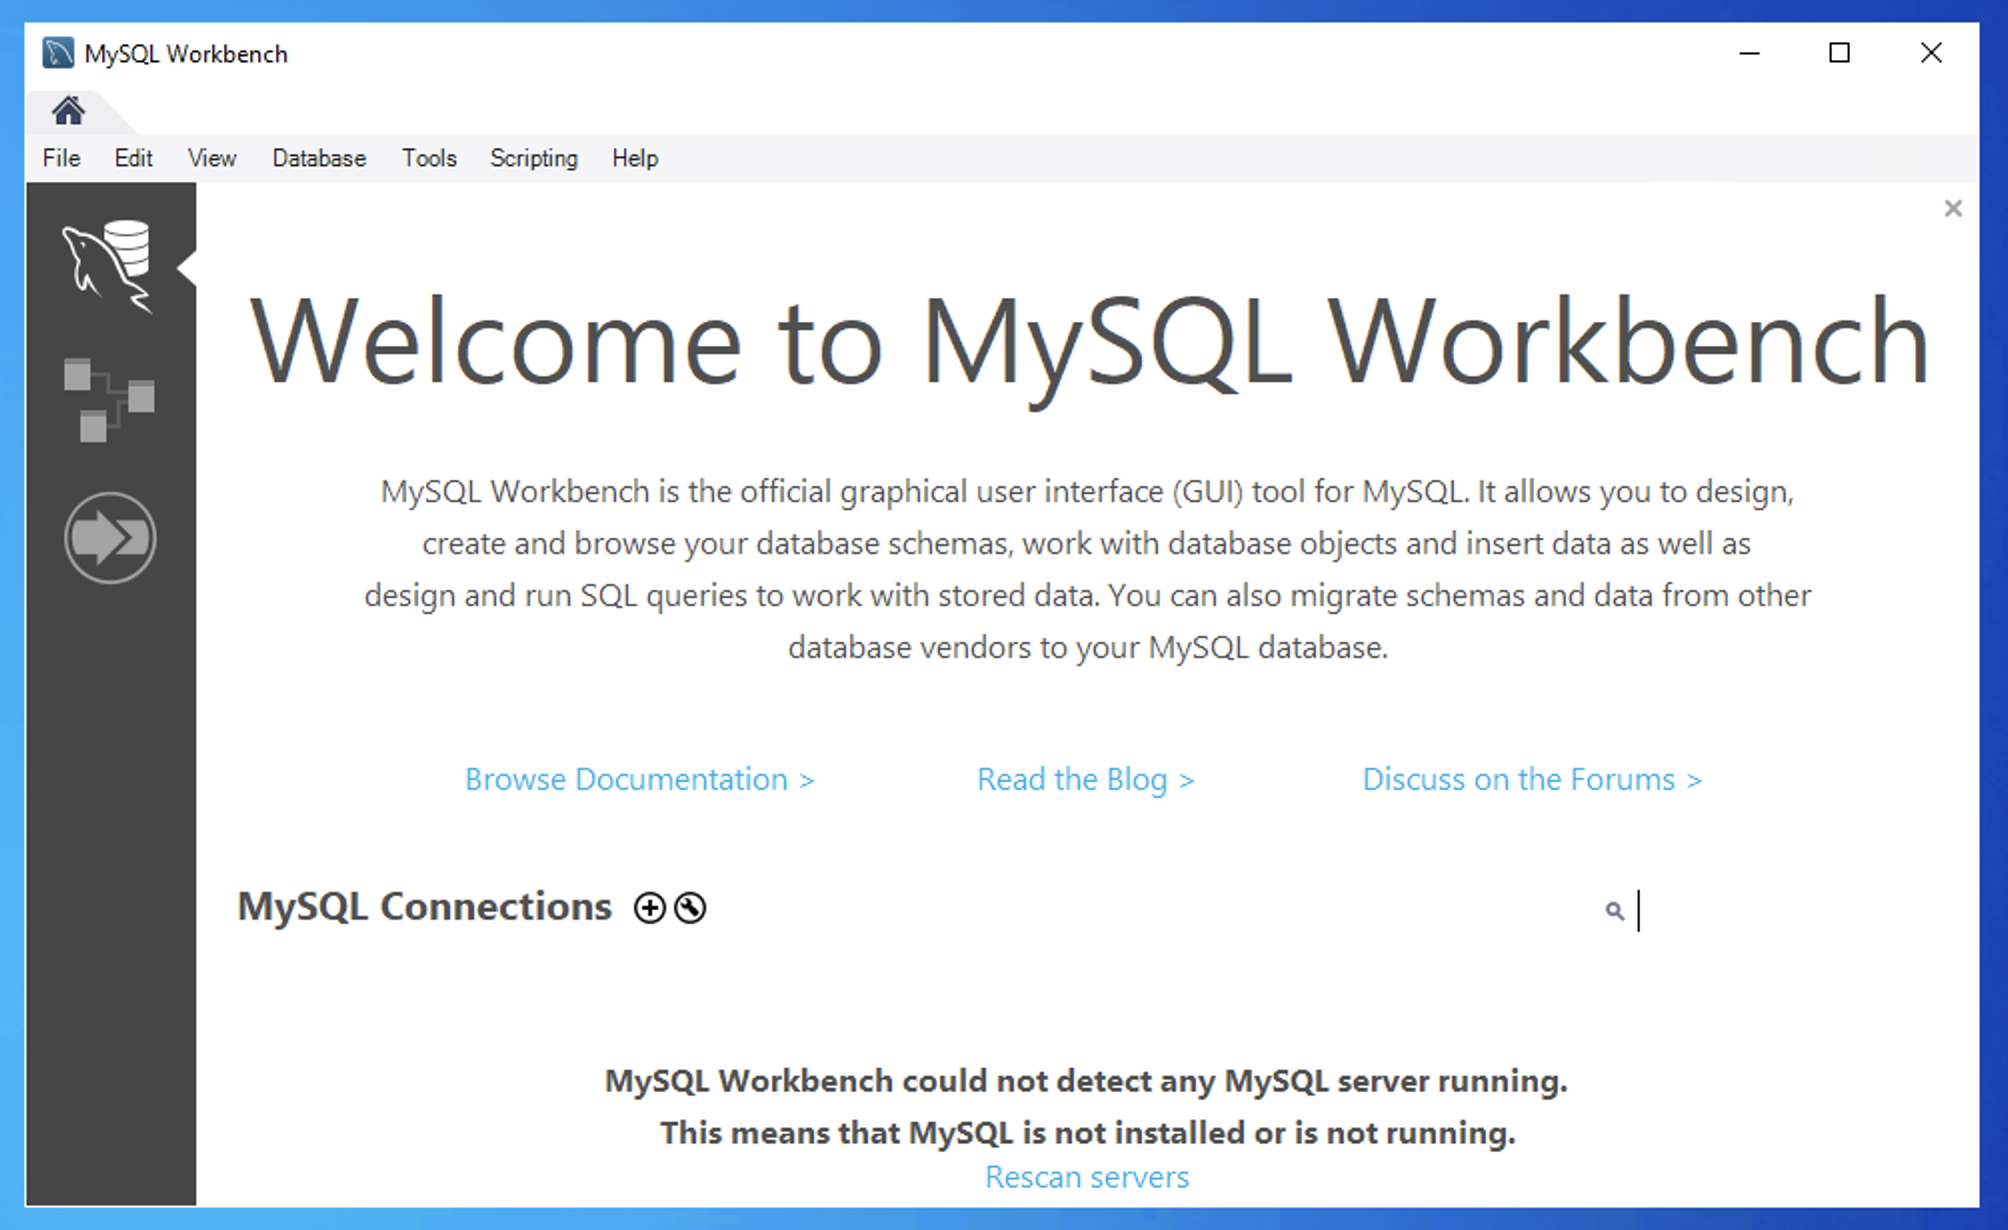 MySQL Workbench
File Edit View Database Tools Scripting Help
Welcome to MySQL Workbench
MySQL Workbench is the official graphical user interface (GUI) tool for MySQL. It allows you to design,
create and browse your database schemas, work with database objects and insert data as well as
design and run SQL queries to work with stored data. You can also migrate schemas and data from other
database vendors to your MySQL database.
Browse Documentation > Read the Blog > Discuss on the Forums >
MySQL Connections
MySQL Workbench could not detect any MySQL server running.
This means that MySQL is not installed or is not running.
Rescan servers